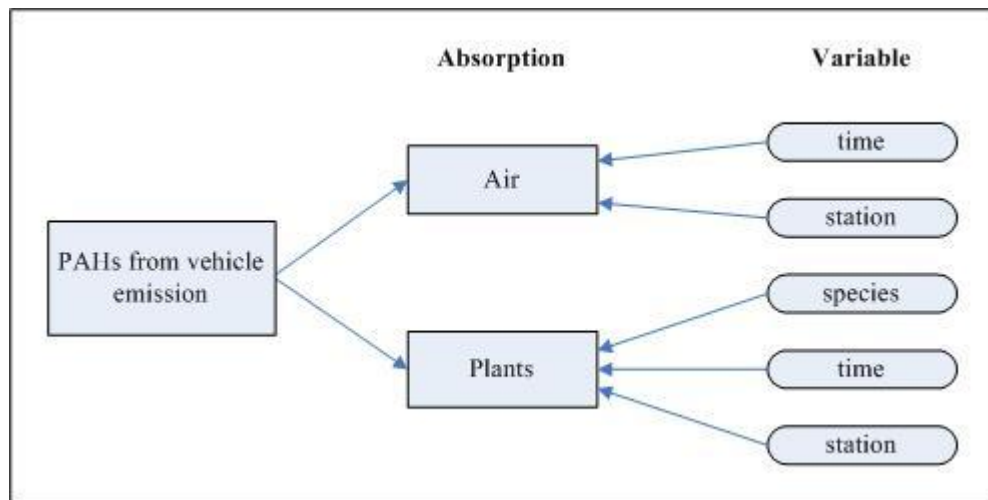 Absorption
Variable
PAHs from vehicle
emission
Air
Plants
time
station
species
time
station